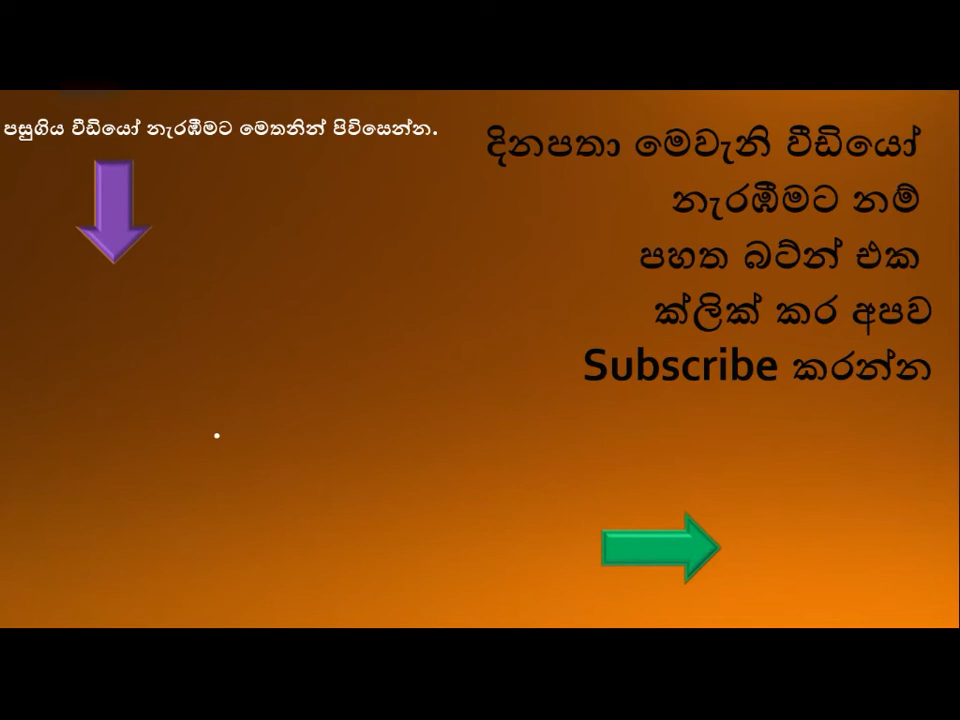 පසුගිය වීඩියෝ නැරඹීමට මෙතනින් පිවිසෙන්න.
දිනපතා මෙවැනි වීඩියෝ
නැරඹීමට නම්
පහත බටන් එක
ක්ලික් කර අපව
Subscribe කරන්න